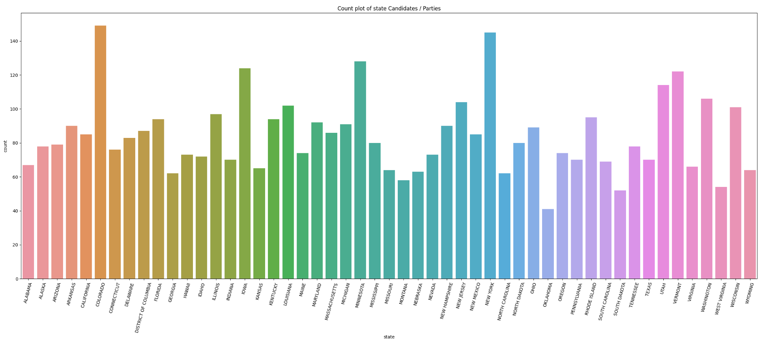 Count plot of state Candidates / Parties
count
140
120
100
80
60
40
20
0
ALABAMA
ALASKA
ARIZONA
ARKANSAS
CALIFORNIA
COLORADO
CONNECTICUT
DELAWARE
DISTRICT OF COLUMBIA
FLORIDA
GEORGIA
HAWAII
IDAHO
ILLINOIS
INDIANA
IOWA
KANSAS
KENTUCKY
LOUISIANA
MAINE
MARYLAND
MASSACHUSETTS
MICHIGAN
MINNESOTA
MISSISSIPPI
MISSOURI
MONTANA
NEBRASKA
NEVADA
NEW HAMPSHIRE
NEW JERSEY
NEW MEXICO
NEW YORK
NORTH CAROLINA
NORTH DAKOTA
OHIO
OKLAHOMA
OREGON
PENNSYLVANIA
RHODE ISLAND
SOUTH CAROLINA
SOUTH DAKOTA
TENNESSEE
TEXAS
UTAH
VERMONT
VIRGINIA
WASHINGTON
WEST VIRGINIA
WISCONSIN
WYOMING
state